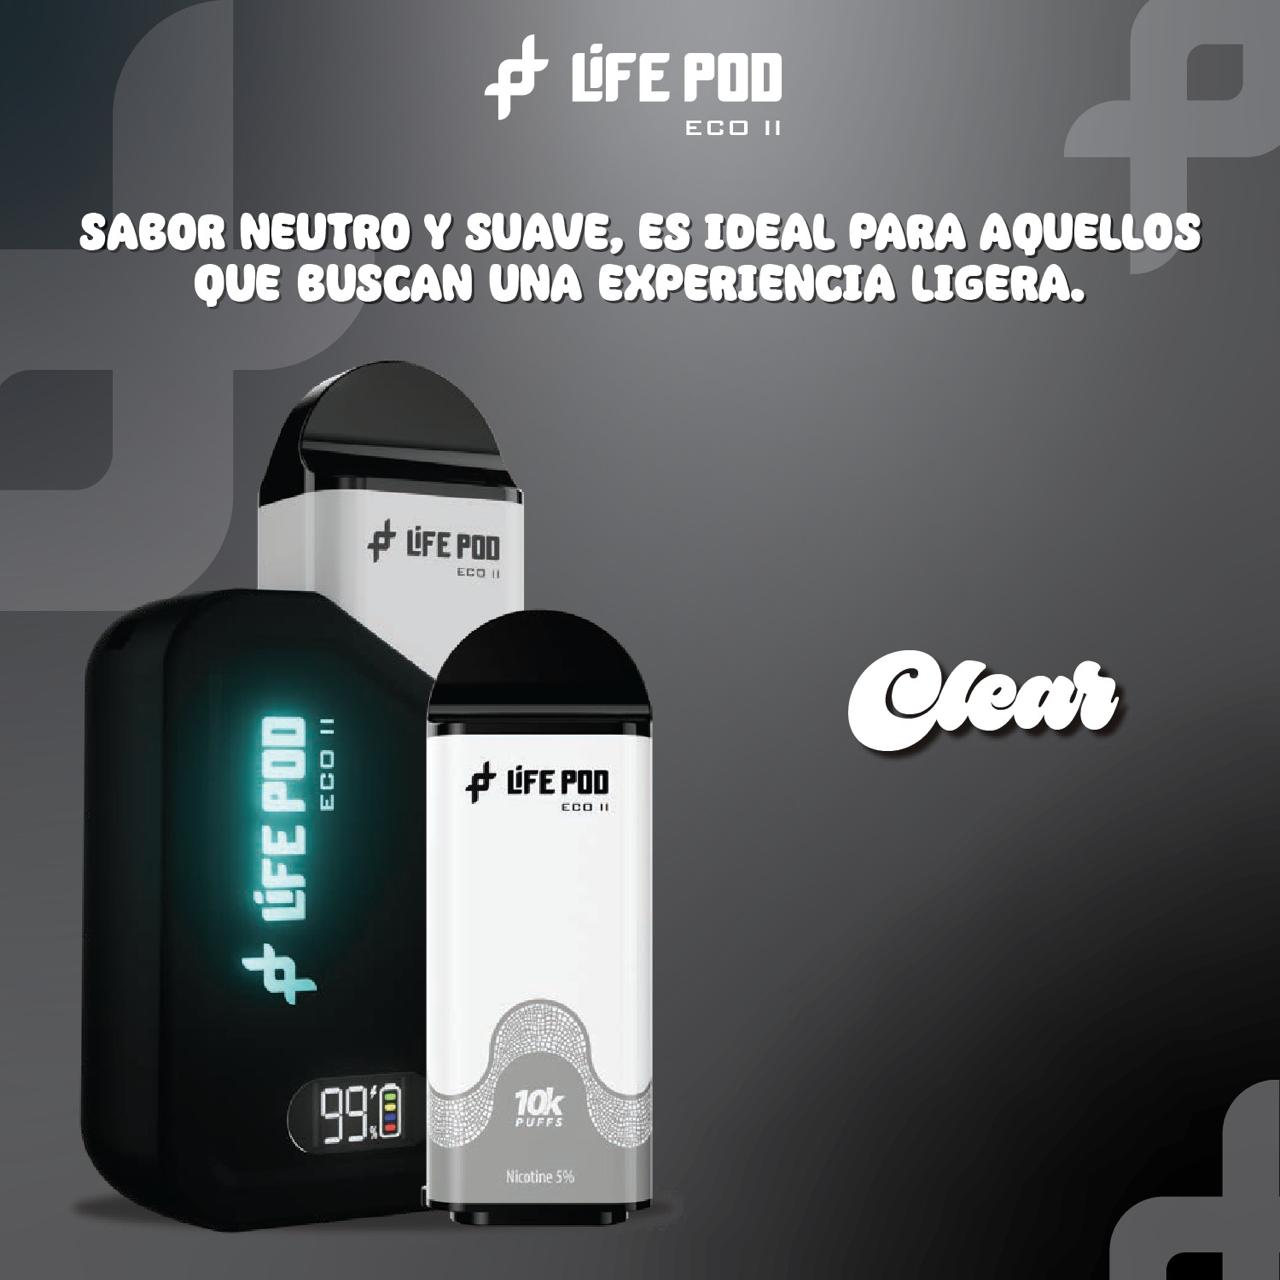 LiFE POD
ECO II
SABOR NEUTRO Y SUAVE, ES IDEAL PARA AQUELLOS
QUE BUSCAN UNA EXPERIENCIA LIGERA.
LiFE POD
ECO II
LiFE POD
ECO II
99%
LiFE POD
ECO II
10k
PUFFS
Nicotine 5%
Clear